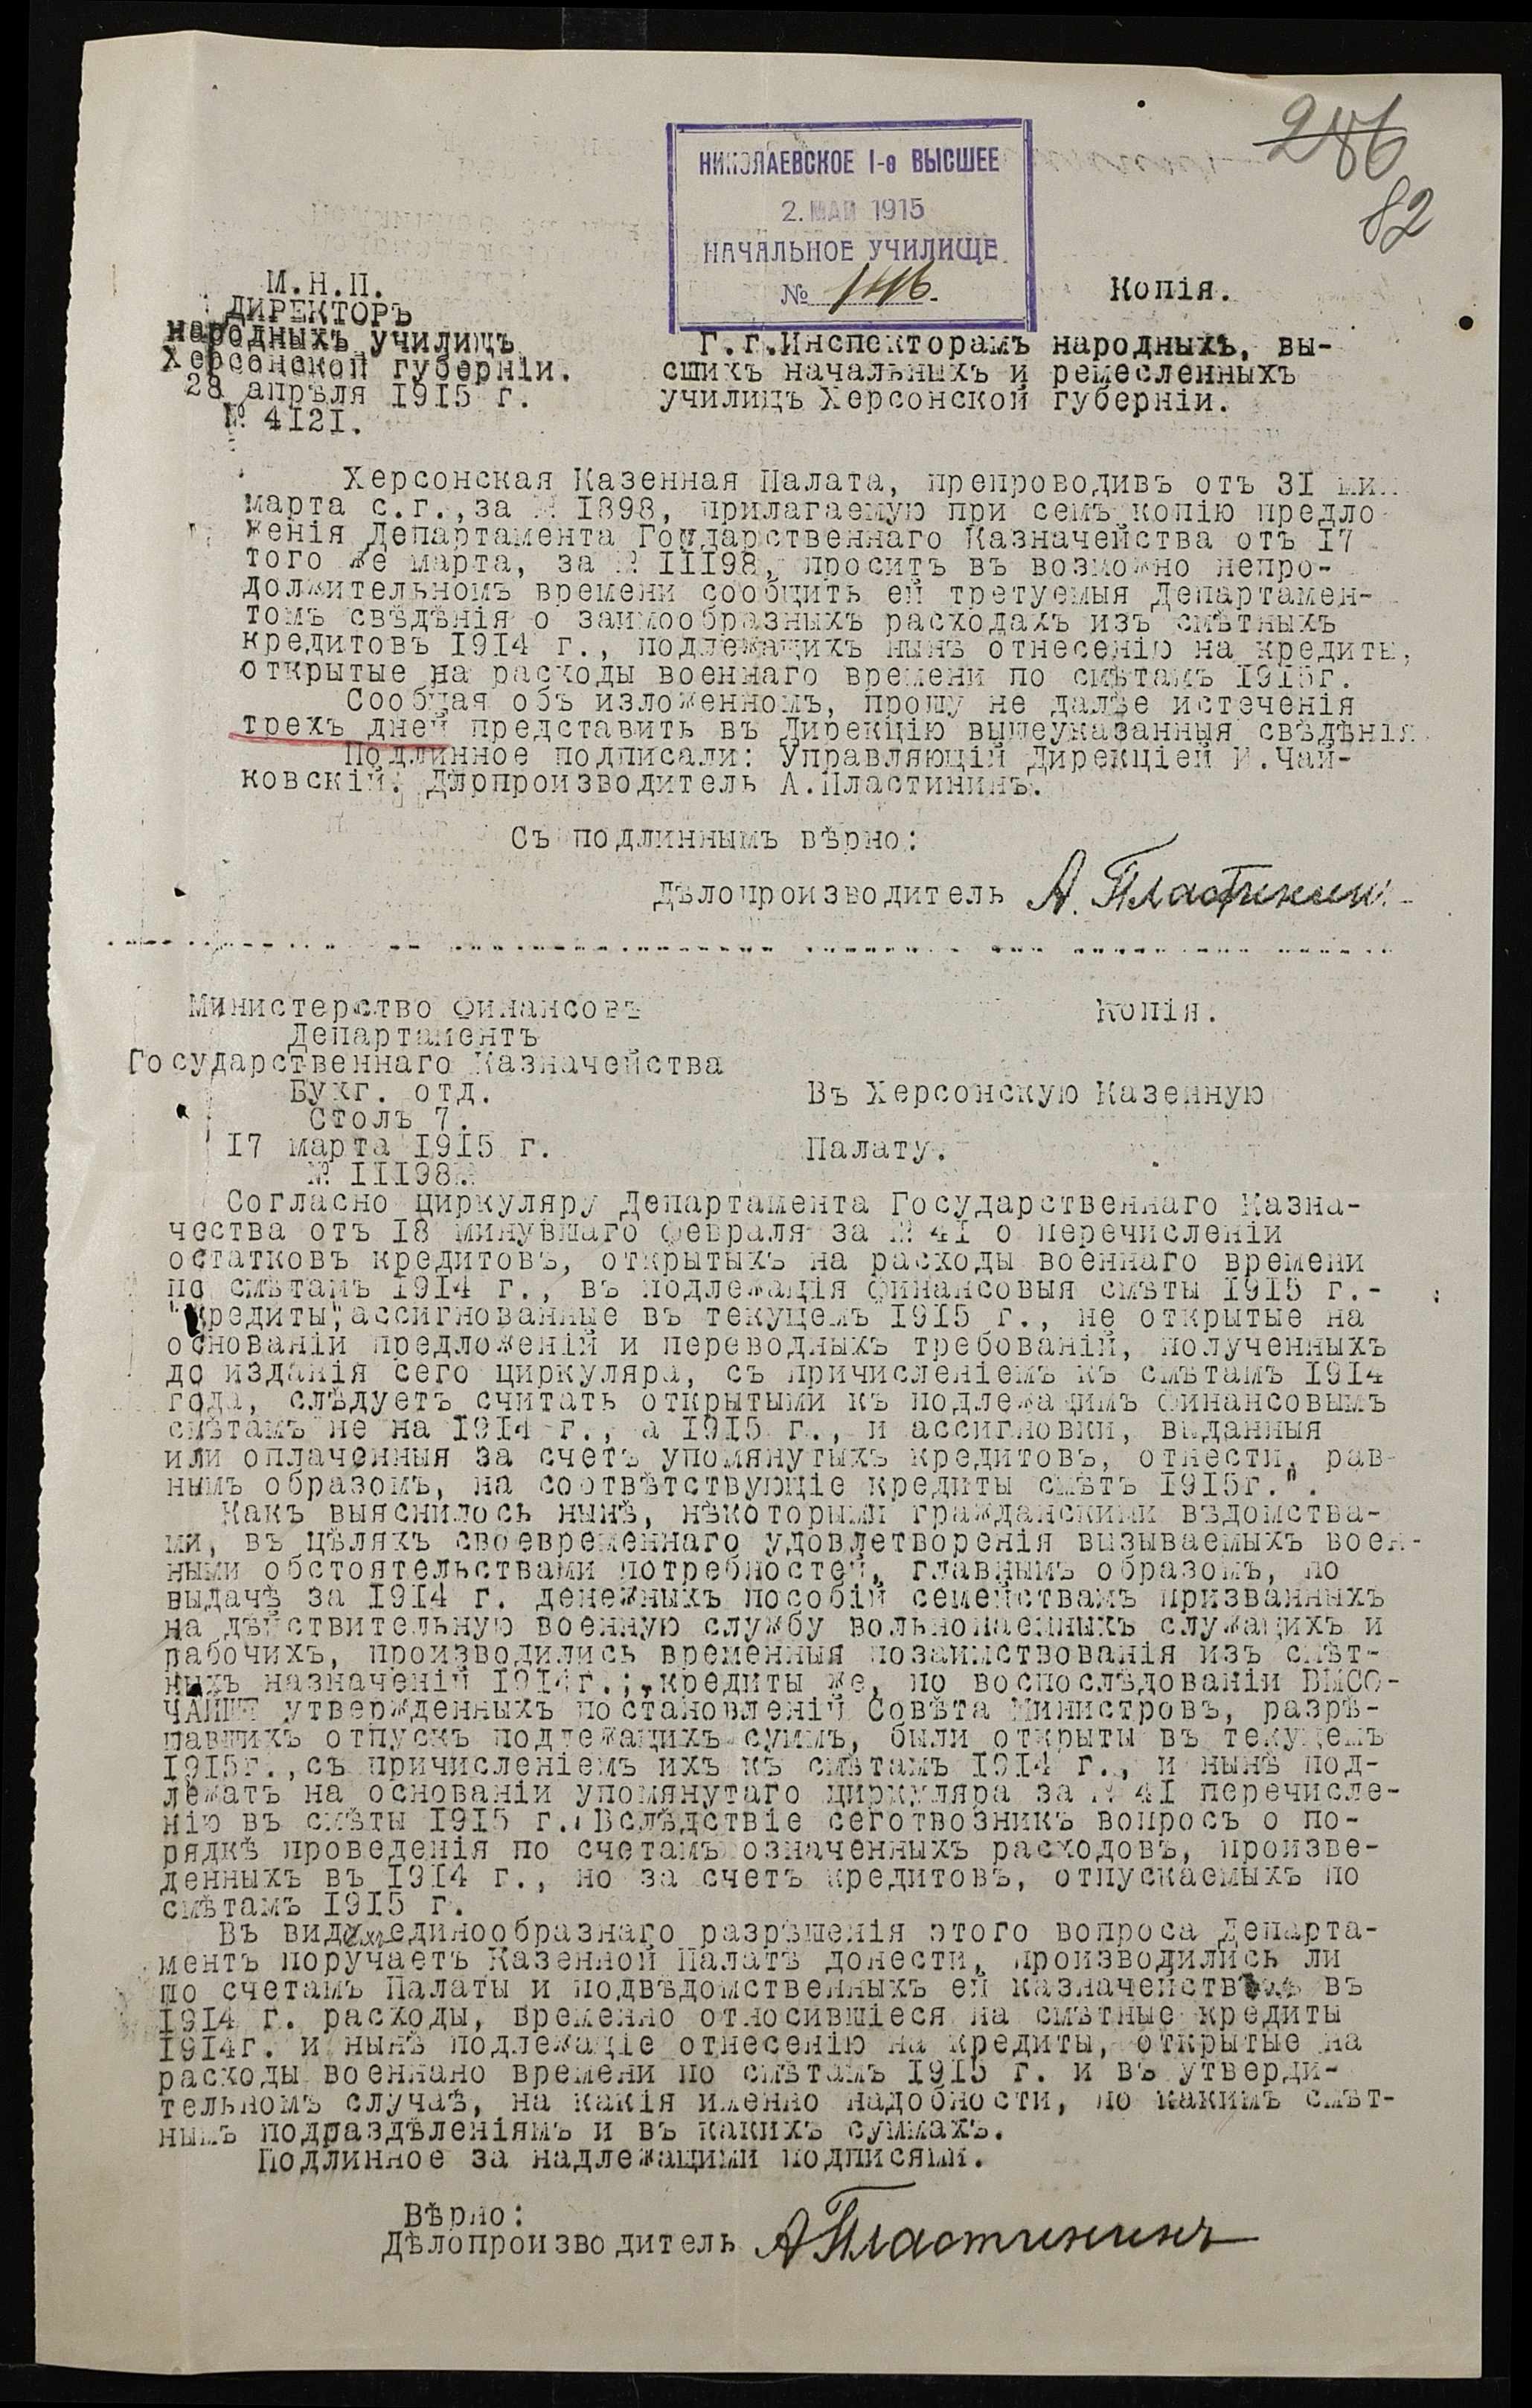 286
82
НИКОЛАЕВСКОЕ I-е ВЫСШЕЕ
2. МАЙ 1915
НАЧАЛЬНОЕ УЧИЛИЩЕ.
№ 146.
М.Н.П.
ДИРЕКТОРЪ
народныхъ училищъ
Херсонской губерніи.
28 апрѣля 1915 г.
№ 4121.
Копія.
Г.г.Инспекторамъ народныхъ, вы-
сшихъ начальныхъ и ремесленныхъ
училищъ Херсонской губерніи.
Херсонская Казенная Палата, препроводивъ отъ 31 мин.
марта с.г.,за № 1898, прилагаемую при семъ копію предло-
женія Департамента Государственнаго Казначейства отъ 17
того же марта, за № 11198, проситъ въ возможно непро-
должительномъ времени сообщить ей третуемыя Департамен-
томъ свѣдѣнія о заимообразныхъ расходахъ изъ смѣтныхъ
кредитовъ 1914 г., подлежащихъ нынѣ отнесенію на кредиты,
открытые на расходы военнаго времени по смѣтамъ 1915г.
Сообщая объ изложенномъ, прошу не далѣе истеченія
трехъ дней представить въ Дирекцію вышеуказанныя свѣдѣнія.
Подлинное подписали: Управляющій Дирекціей И.Чай-
ковскій. Дѣлопроизводитель А.Пластининъ.
Съ подлиннымъ вѣрно:
Дѣлопроизводитель А. Пластининъ
Министерство Финансовъ
Департаментъ
Государственнаго Казначейства
Бухг. отд.
Столъ 7.
17 марта 1915 г.
№ 11198.
Копія.
Въ Херсонскую Казенную
Палату.
Согласно циркуляру Департамента Государственнаго Казна-
чества отъ 18 минувшаго февраля за № 41 о перечисленіи
остатковъ кредитовъ, открытыхъ на расходы военнаго времени
по смѣтамъ 1914 г., въ подлежащія финансовыя смѣты 1915 г.-
"кредиты, ассигнованные въ текущемъ 1915 г., не открытые на
основаніи предложеній и переводныхъ требованій, полученныхъ
до изданія сего циркуляра, съ причисленіемъ къ смѣтамъ 1914
года, слѣдуетъ считать открытыми къ подлежащимъ финансовымъ
смѣтамъ не на 1914 г., а 1915 г., и ассигновки, выданныя
или оплаченныя за счетъ упомянутыхъ кредитовъ, отнести, рав-
нымъ образомъ, на соотвѣтствующіе кредиты смѣтъ 1915г.".
Какъ выяснилось нынѣ, нѣкоторыми гражданскими вѣдомства-
ми, въ цѣляхъ своевременнаго удовлетворенія вызываемыхъ воен-
ными обстоятельствами потребностей, главнымъ образомъ, по
выдачѣ за 1914 г. денежныхъ пособій семействамъ призванныхъ
на дѣйствительную военную службу вольнонаемныхъ служащихъ и
рабочихъ, производились временныя позаимствованія изъ смѣт-
ныхъ назначеній 1914г.; кредиты же, по воспослѣдованіи ВЫСО-
ЧАЙШЕ утвержденныхъ постановленій Совѣта Министровъ, разрѣ-
шавшихъ отпускъ подлежащихъ суммъ, были открыты въ текущемъ
1915г.,съ причисленіемъ ихъ къ смѣтамъ 1914 г., и нынѣ под-
лежатъ на основаніи упомянутаго циркуляра за № 41 перечисле-
нію въ смѣты 1915 г. Вслѣдствіе сеготвозникъ вопросъ о по-
рядкѣ проведенія по счетамъ означенныхъ расходовъ, произве-
денныхъ въ 1914 г., но за счетъ кредитовъ, отпускаемыхъ по
смѣтамъ 1915 г.
Въ видахъ единообразнаго разрѣшенія этого вопроса Департа-
ментъ поручаетъ Казенной Палатѣ донести, производились ли
по счетамъ Палаты и подвѣдомственныхъ ей казначействъ въ
1914 г. расходы, временно относившіеся на смѣтные кредиты
1914г. и нынѣ подлежащіе отнесенію на кредиты, открытые на
расходы военнано времени по смѣтамъ 1915 г. и въ утверди-
тельномъ случаѣ, на какія именно надобности, по какимъ смѣт-
нымъ подраздѣленіямъ и въ какихъ суммахъ.
Подлинное за надлежащими подписями.
Вѣрно:
Дѣлопроизводитель АПластининъ